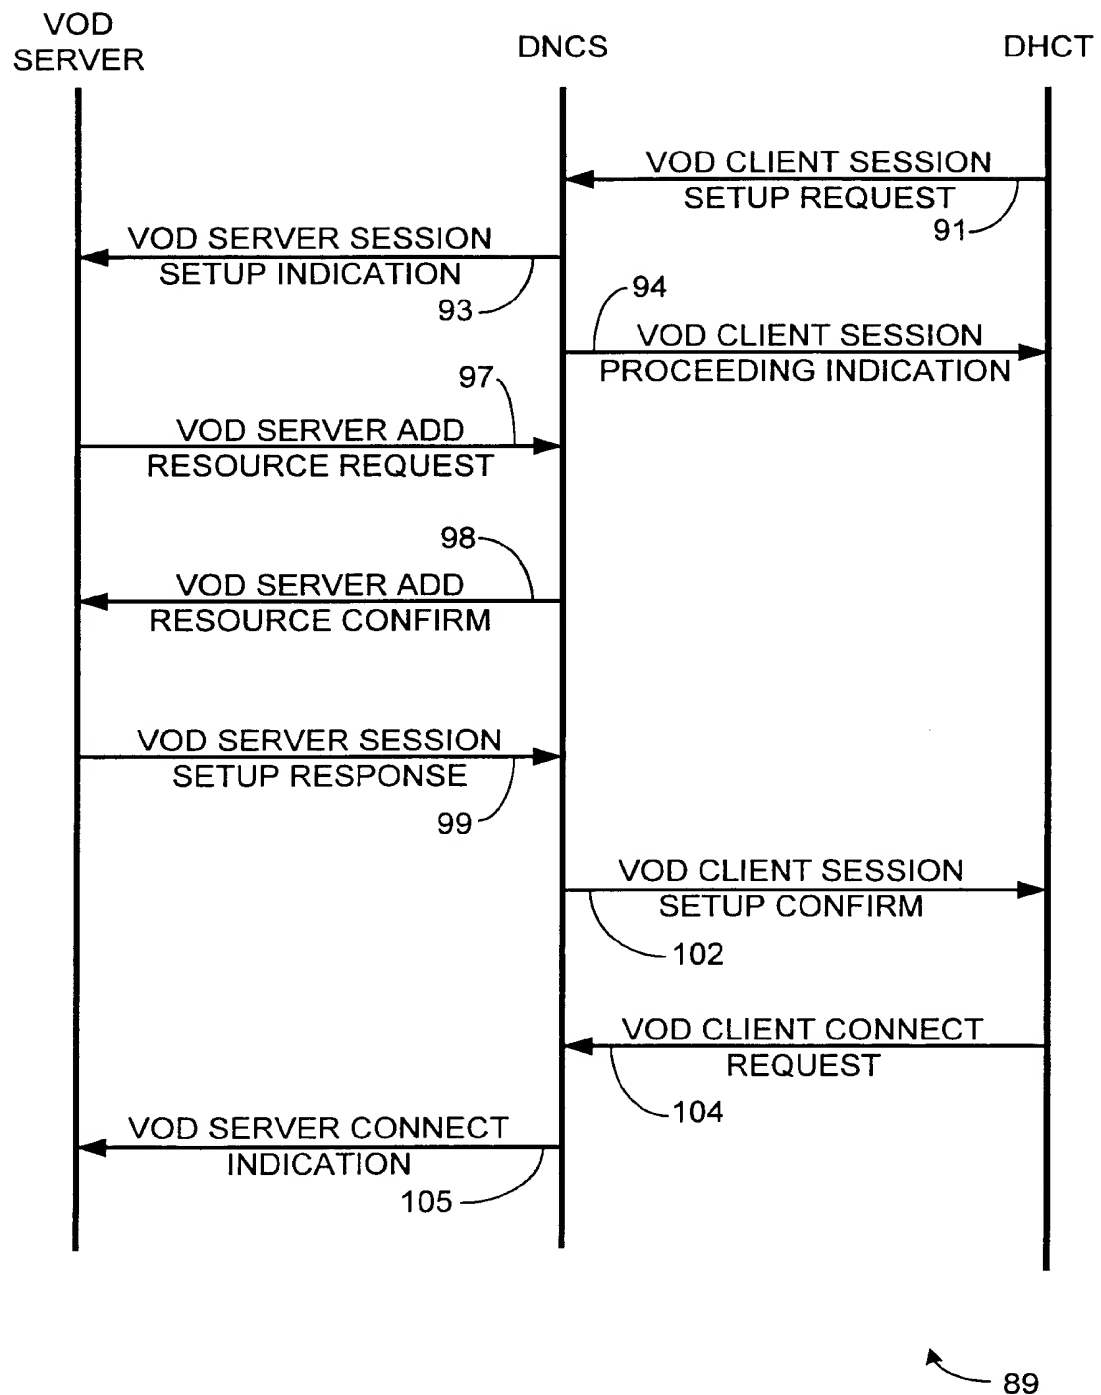 VOD
SERVER
DNCS
DHCT
VOD CLIENT SESSION
SETUP REQUEST
91
VOD SERVER SESSION
SETUP INDICATION
93
94
VOD CLIENT SESSION
PROCEEDING INDICATION
97
VOD SERVER ADD
RESOURCE REQUEST
98
VOD SERVER ADD
RESOURCE CONFIRM
VOD SERVER SESSION
SETUP RESPONSE
99
VOD CLIENT SESSION
SETUP CONFIRM
102
VOD CLIENT CONNECT
REQUEST
104
VOD SERVER CONNECT
INDICATION
105
89